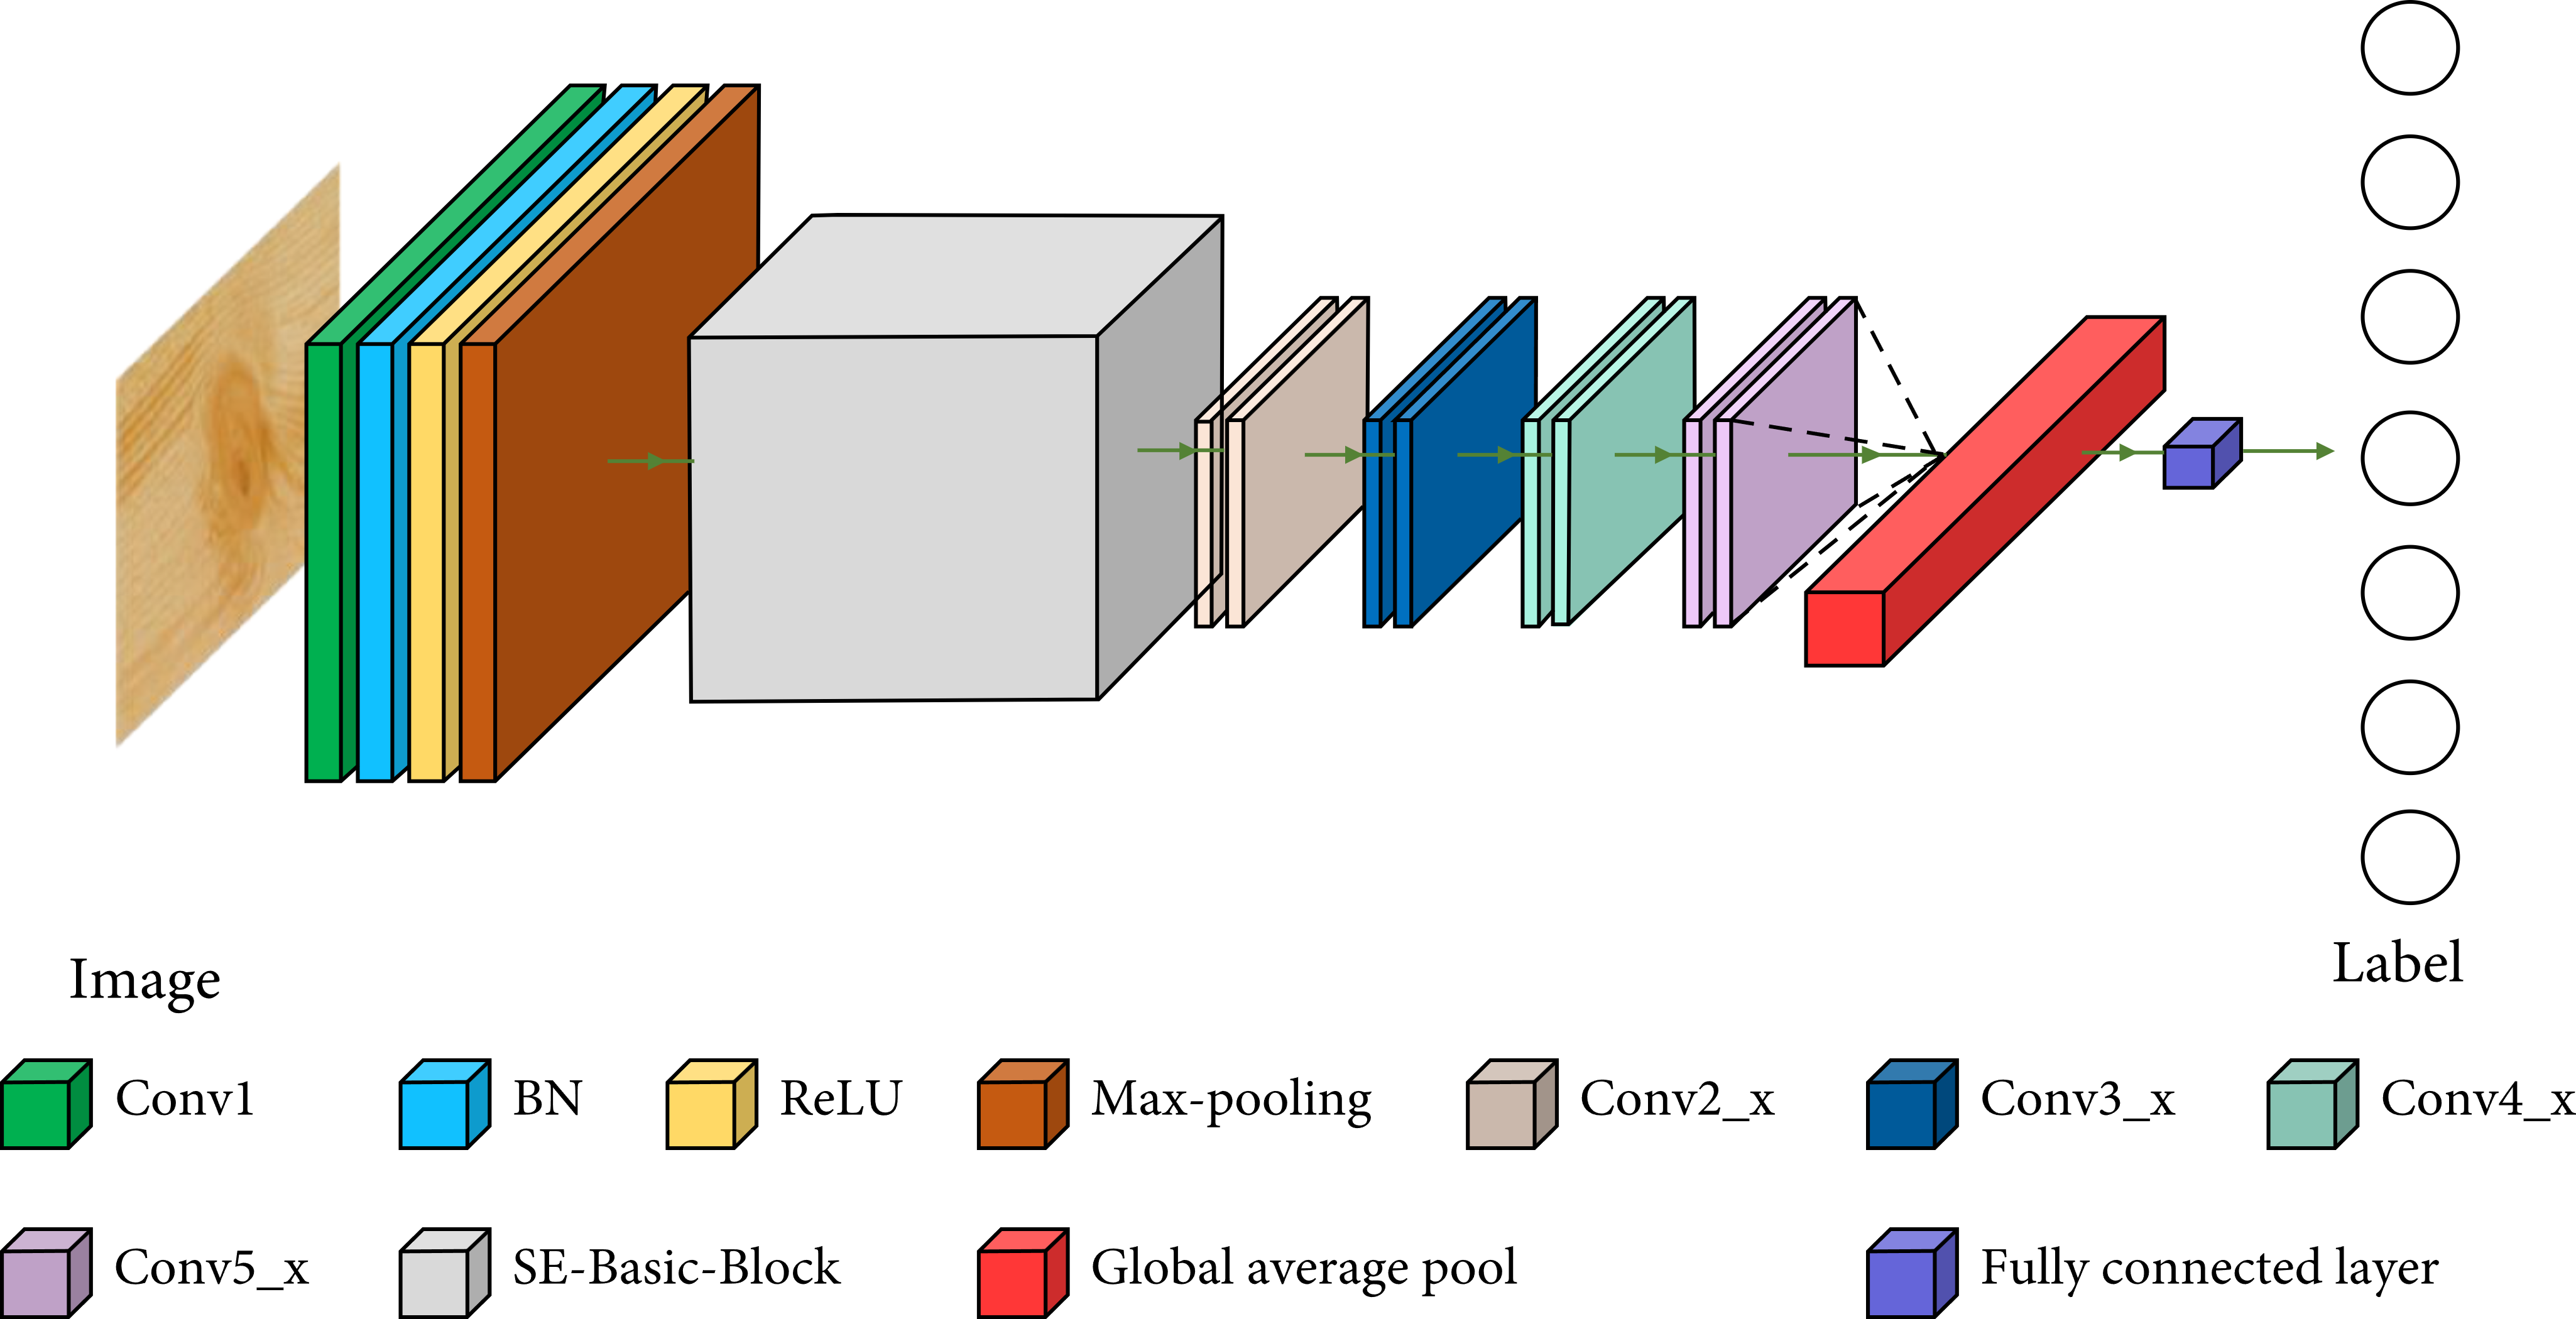 Image
Label
Conv1
BN
ReLU
Max-pooling
Conv2_x
Conv3_x
Conv4_x
Conv5_x
SE-Basic-Block
Global average pool
Fully connected layer